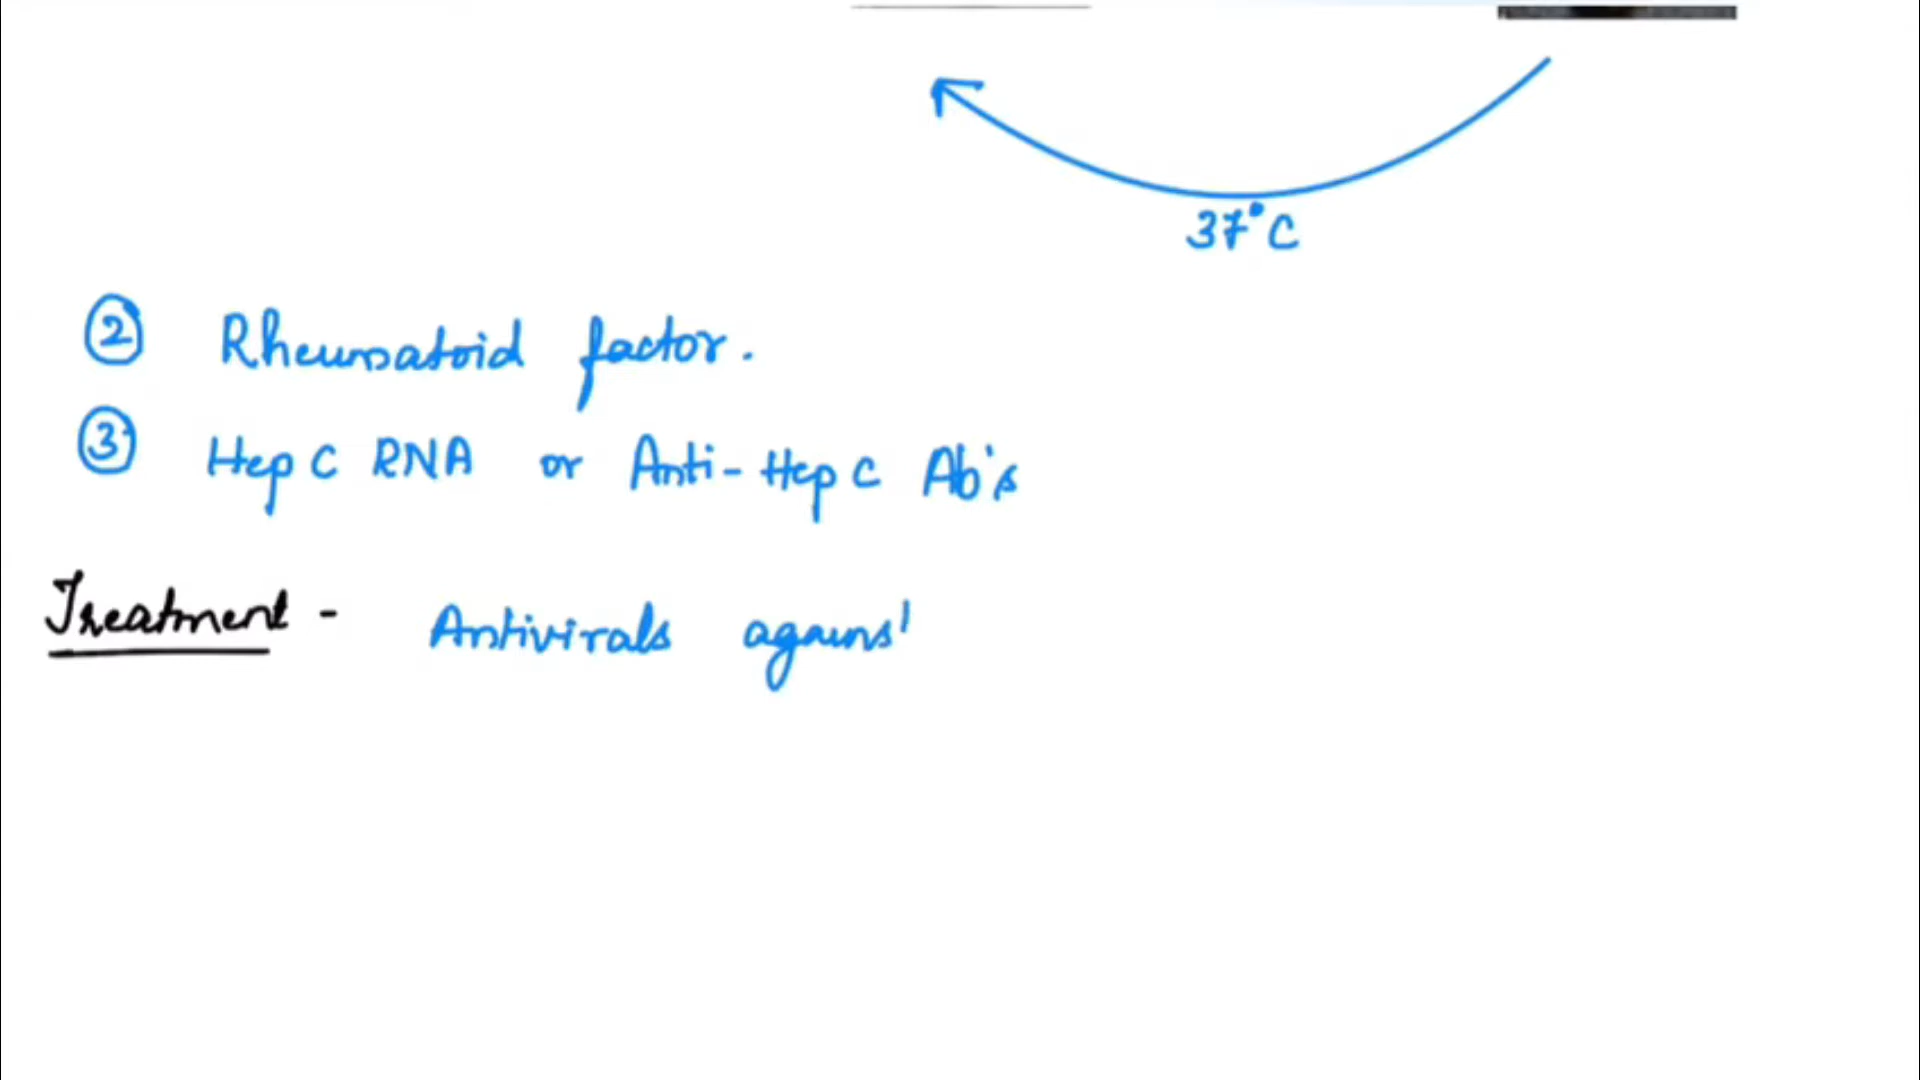 37°C
② Rheumatoid factor.
③ Hep C RNA or Anti-Hep C Ab's
Treatment - Antivirals against